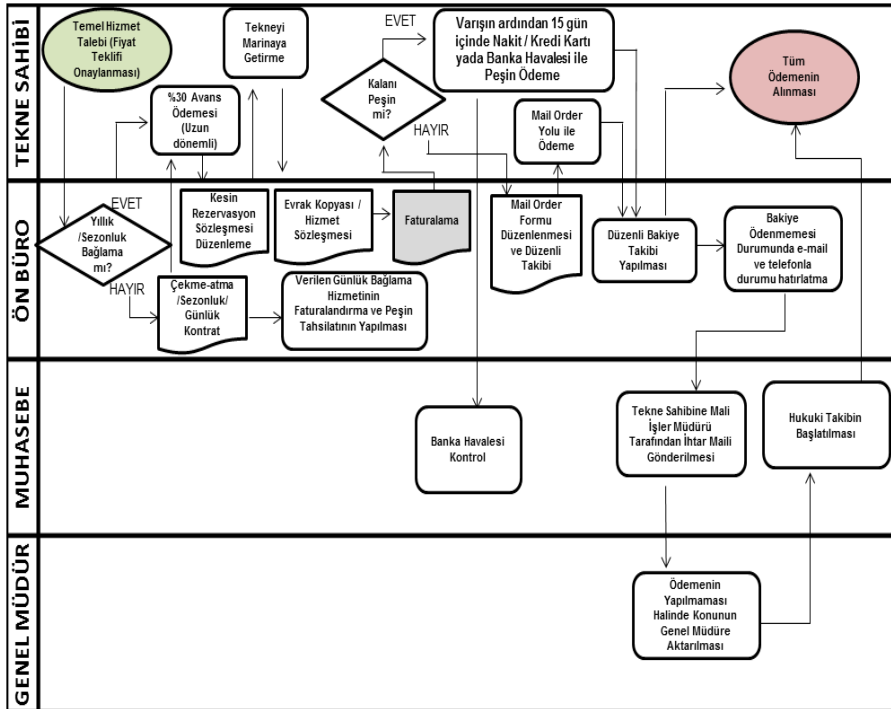 TEKNE SAHİBİ
Temel Hizmet
Talebi (Fiyat
Teklifi
Onaylanması)
%30 Avans
Ödemesi
(Uzun
dönemli)
Tekneyi
Marinaya
Getirme
Kalanı
Peşin
mi?
EVET
HAYIR
Varışın ardından 15 gün
içinde Nakit / Kredi Kartı
yada Banka Havalesi ile
Peşin Ödeme
Mail Order
Yolu ile
Ödeme
Tüm
Ödemenin
Alınması
ÖN BÜRO
Yıllık
/Sezonluk
Bağlama
mı?
EVET
HAYIR
Kesin
Rezervasyon
Sözleşmesi
Düzenleme
Evrak Kopyası /
Hizmet
Sözleşmesi
Faturalama
Mail Order
Formu
Düzenlenmesi
ve Düzenli
Takibi
Düzenli Bakiye
Takibi
Yapılması
Bakiye
Ödenmemesi
Durumunda e-mail
ve telefonla
durumu hatırlatma
Çekme-atma
/Sezonluk/
Günlük
Kontrat
Verilen Günlük Bağlama
Hizmetinin
Faturalandırma ve Peşin
Tahsilatının Yapılması
MUHASEBE
Banka Havalesi
Kontrol
Tekne Sahibine Mali
İşler Müdürü
Tarafından İhtar Maili
Gönderilmesi
Hukuki Takibin
Başlatılması
GENEL MÜDÜR
Ödemenin
Yapılmaması
Halinde Konunun
Genel Müdüre
Aktarılması